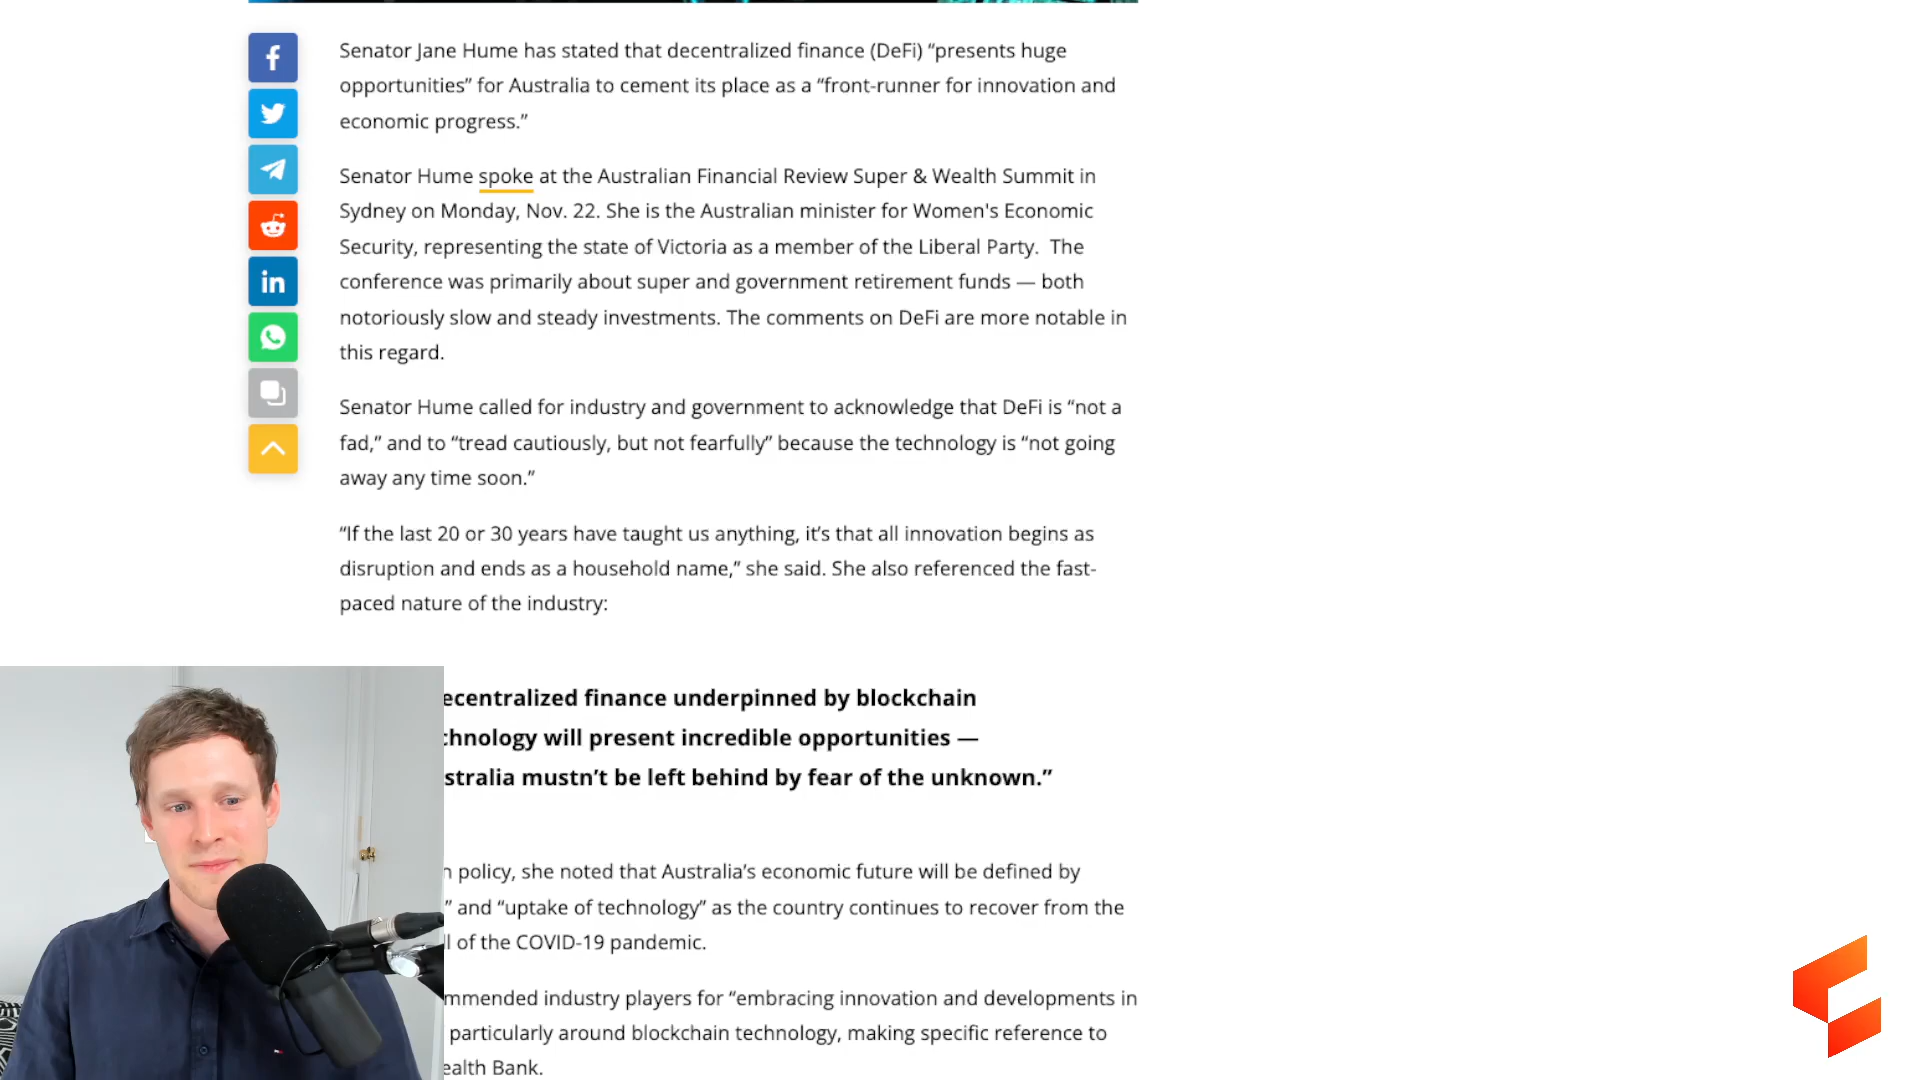 Senator Jane Hume has stated that decentralized finance (DeFi) “presents huge
opportunities” for Australia to cement its place as a “front-runner for innovation and
economic progress.”
Senator Hume spoke at the Australian Financial Review Super & Wealth Summit in
Sydney on Monday, Nov. 22. She is the Australian minister for Women's Economic
Security, representing the state of Victoria as a member of the Liberal Party.  The
conference was primarily about super and government retirement funds — both
notoriously slow and steady investments. The comments on DeFi are more notable in
this regard.
Senator Hume called for industry and government to acknowledge that DeFi is “not a
fad,” and to “tread cautiously, but not fearfully” because the technology is “not going
away any time soon.”
“If the last 20 or 30 years have taught us anything, it’s that all innovation begins as
disruption and ends as a household name,” she said. She also referenced the fast-
paced nature of the industry:
ecentralized finance underpinned by blockchain
chnology will present incredible opportunities —
stralia mustn’t be left behind by fear of the unknown.”
n policy, she noted that Australia’s economic future will be defined by
” and “uptake of technology” as the country continues to recover from the
l of the COVID-19 pandemic.
mmended industry players for “embracing innovation and developments in
particularly around blockchain technology, making specific reference to
ealth Bank.